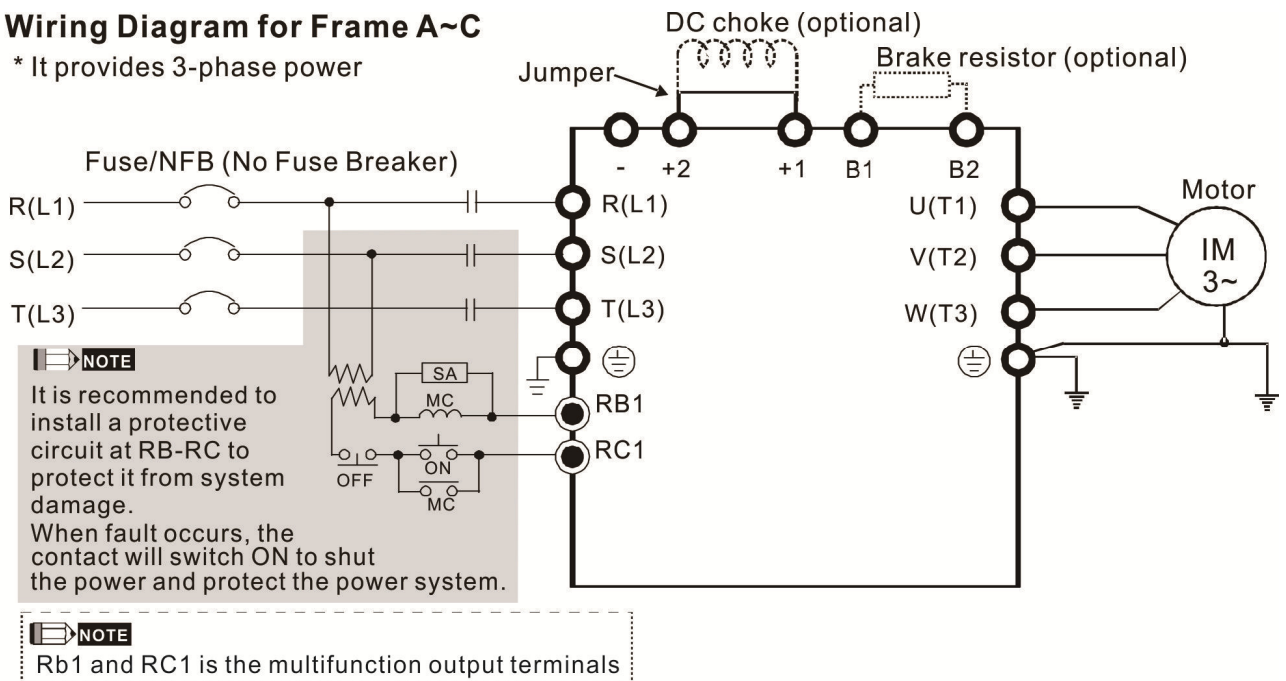 Wiring Diagram for Frame A~C
* It provides 3-phase power
DC choke (optional)
Jumper
Brake resistor (optional)
- +2 +1 B1 B2
Fuse/NFB (No Fuse Breaker)
R(L1)
S(L2)
T(L3)
R(L1)
S(L2)
T(L3)
RB1
RC1
U(T1)
V(T2)
W(T3)
Motor
IM
3~
SA
MC
OFF
ON
MC
NOTE
It is recommended to
install a protective
circuit at RB-RC to
protect it from system
damage.
When fault occurs, the
contact will switch ON to shut
the power and protect the power system.
NOTE
Rb1 and RC1 is the multifunction output terminals